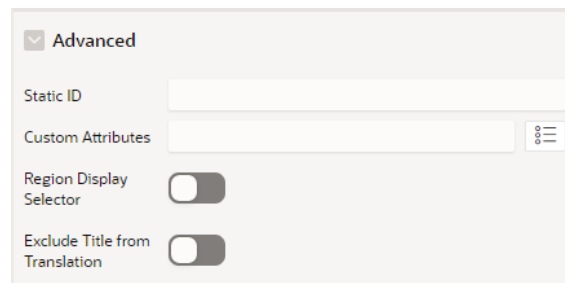 Advanced
Static ID
Custom Attributes
Region Display
Selector
Exclude Title from
Translation